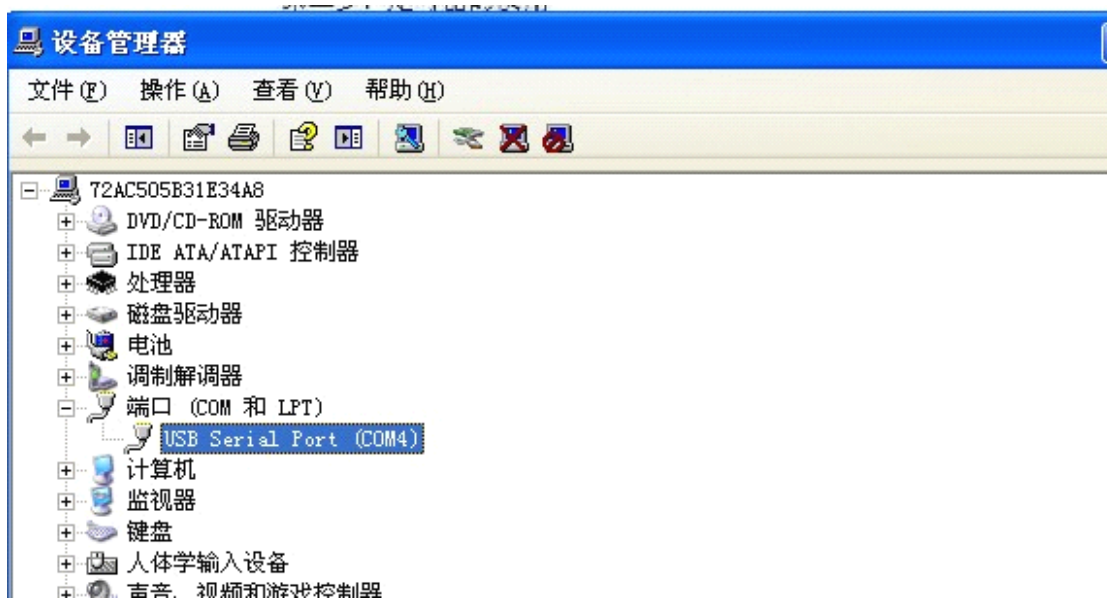 设备管理器
文件(F) 操作(A) 查看(V) 帮助(H)
72AC505B31E34A8
DVD/CD-ROM 驱动器
IDE ATA/ATAPI 控制器
处理器
磁盘驱动器
电池
调制解调器
端口 (COM 和 LPT)
USB Serial Port (COM4)
计算机
监视器
键盘
人体学输入设备
声音、视频和游戏控制器